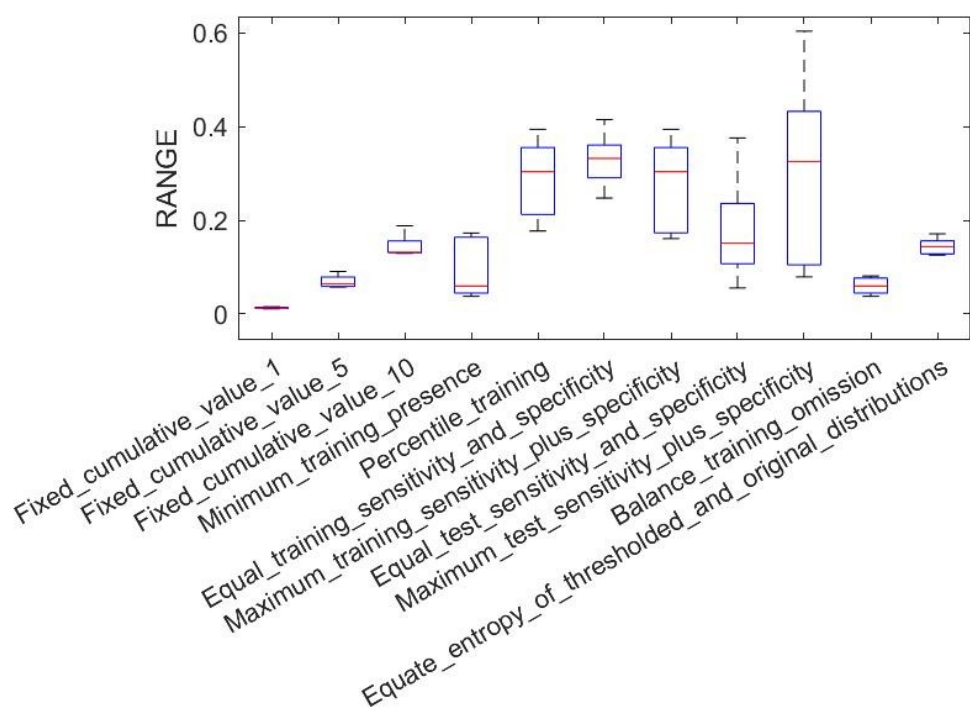 0.6
0.4
0.2
0
RANGE
Fixed_cumulative_value_1
Fixed_cumulative_value_5
Fixed_cumulative_value_10
Minimum_training_presence
Percentile_training
Equal_training_sensitivity_and_specificity
Maximum_training_sensitivity_plus_specificity
Equal_test_sensitivity_and_specificity
Maximum_test_sensitivity_plus_specificity
Balance_training_omission
Equate_entropy_of_thresholded_and_original_distributions